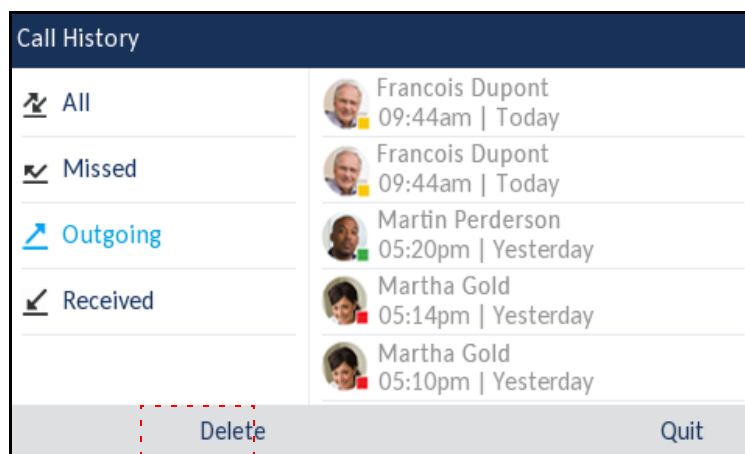 Call History
All
Missed
Outgoing
Received
Francois Dupont
09:44am | Today
Francois Dupont
09:44am | Today
Martin Perderson
05:20pm | Yesterday
Martha Gold
05:14pm | Yesterday
Martha Gold
05:10pm | Yesterday
Delete
Quit